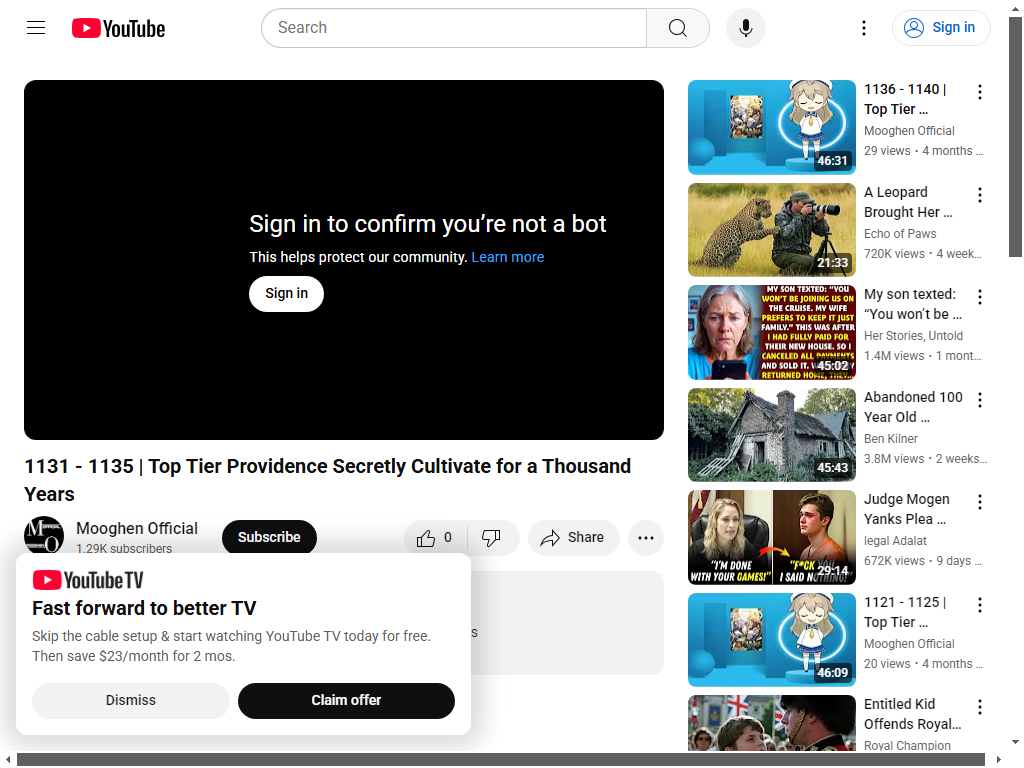 YouTube
Search
Sign in
Sign in to confirm you’re not a bot
This helps protect our community. Learn more
Sign in
1131 - 1135 | Top Tier Providence Secretly Cultivate for a Thousand
Years
Mooghen Official
1.29K subscribers
Subscribe
0
Share
YouTube TV
Fast forward to better TV
Skip the cable setup & start watching YouTube TV today for free.
Then save $23/month for 2 mos.
Dismiss
Claim offer
46:31
1136 - 1140 |
Top Tier ...
Mooghen Official
29 views • 4 months ...
21:33
A Leopard
Brought Her ...
Echo of Paws
720K views • 4 week...
MY SON TEXTED: “YOU
WON’T BE JOINING US ON
THE CRUISE. MY WIFE
PREFERS TO KEEP IT JUST
FAMILY.” THIS WAS AFTER
I HAD FULLY PAID FOR
THEIR NEW HOUSE. SO I
CANCELED ALL PAYMENTS
AND SOLD IT.
RETURNED HOME, THEY...
45:02
My son texted:
“You won’t be ...
Her Stories, Untold
1.4M views • 1 mont...
45:43
Abandoned 100
Year Old ...
Ben Kilner
3.8M views • 2 weeks...
"I'M DONE
WITH YOUR GAMES!"
"F*CK YOU
I SAID NOTHING!"
29:14
Judge Mogen
Yanks Plea ...
legal Adalat
672K views • 9 days ...
46:09
1121 - 1125 |
Top Tier ...
Mooghen Official
20 views • 4 months ...
Entitled Kid
Offends Royal...
Royal Champion